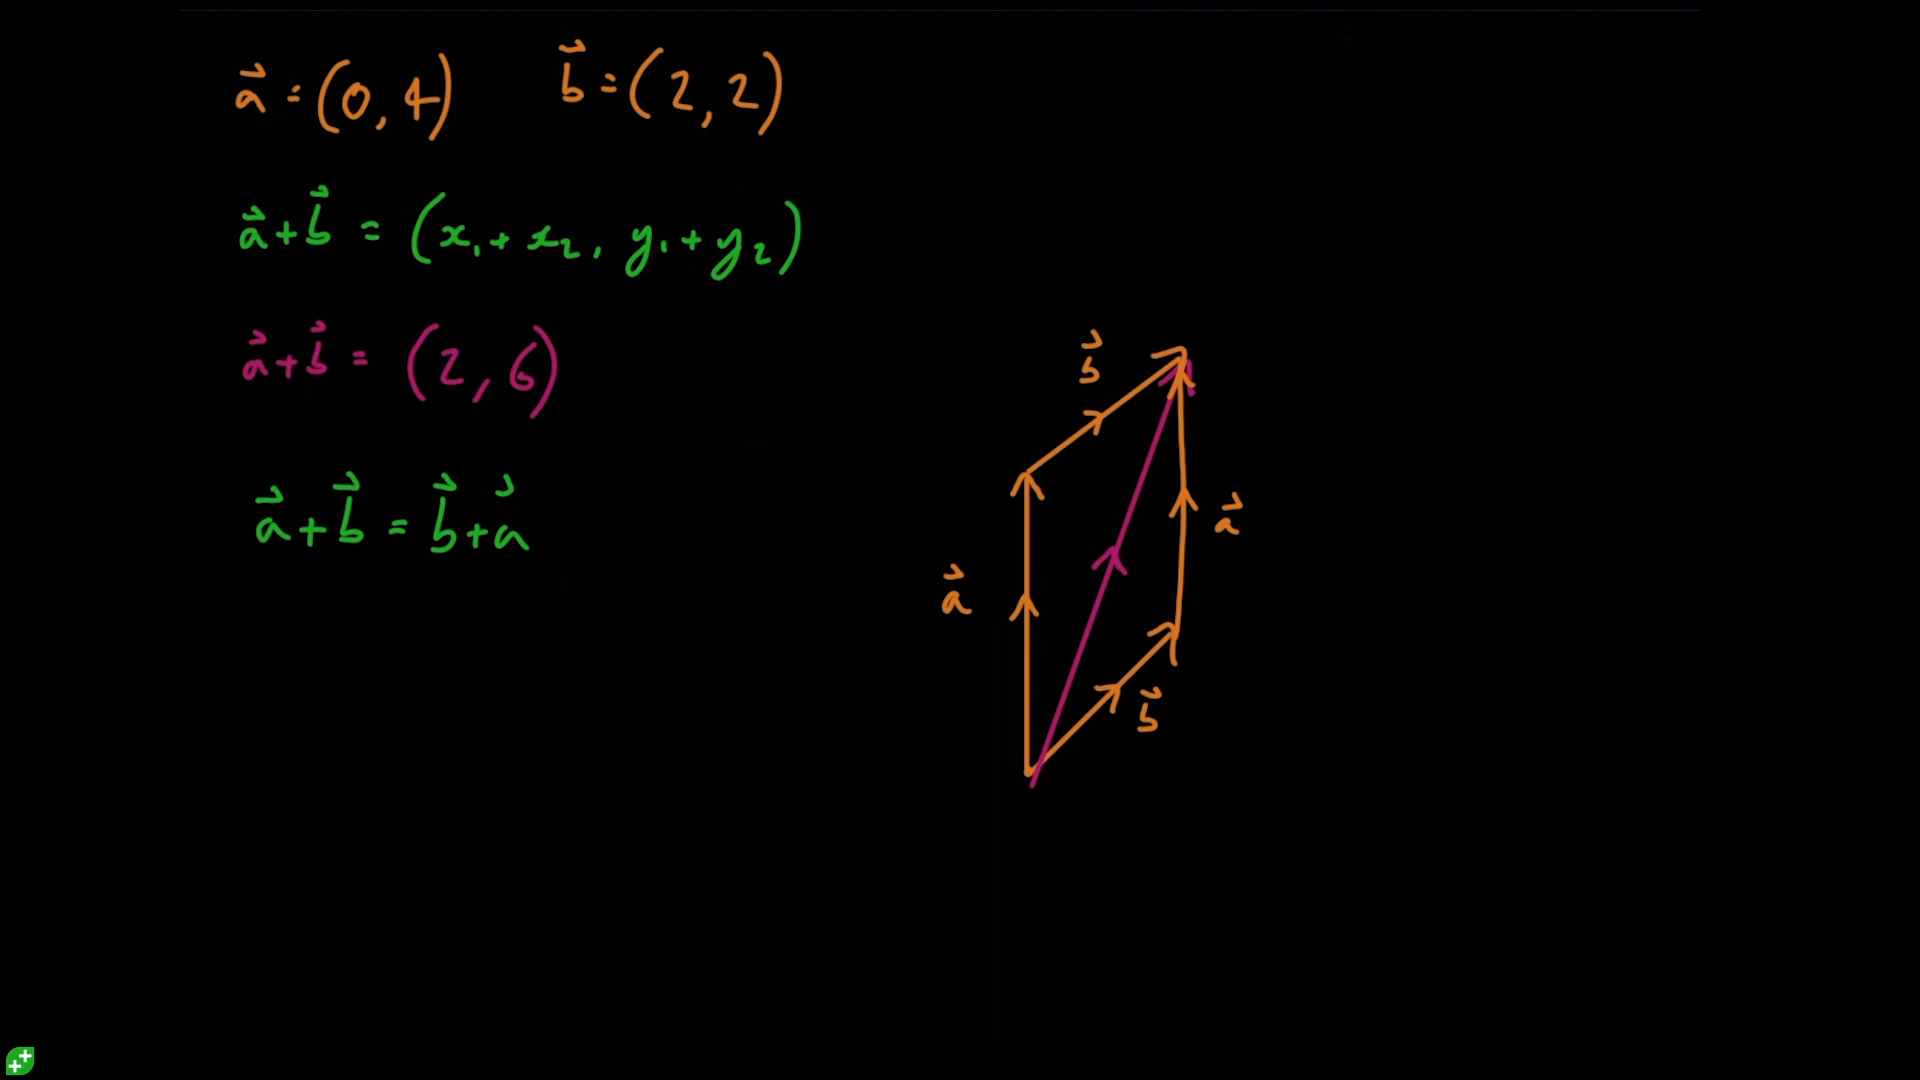 a⃗ = (0, 4)   b⃗ = (2, 2)
a⃗ + b⃗ = (x₁ + x₂, y₁ + y₂)
a⃗ + b⃗ = (2, 6)
a⃗ + b⃗ = b⃗ + a⃗
b⃗
a⃗
a⃗
b⃗